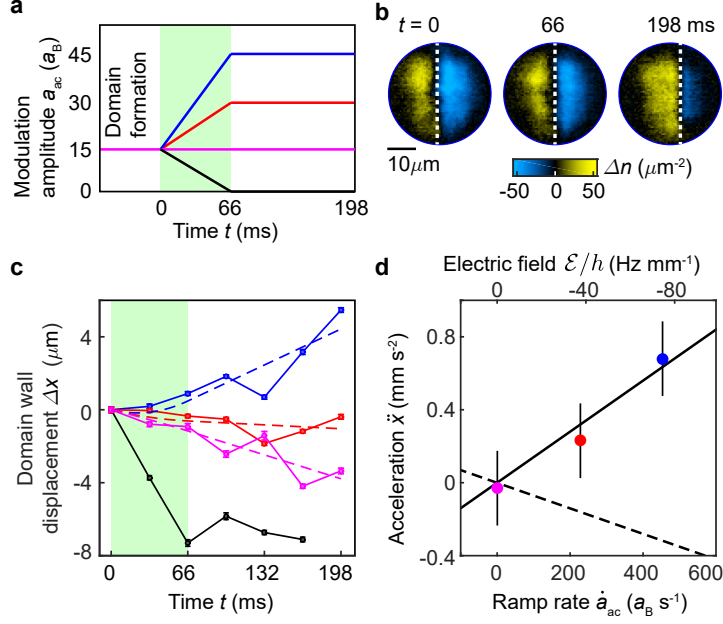 a
Modulation
amplitude a_ac (a_B)
45
30
15
0
Domain
formation
0
66
198
Time t (ms)
b
t = 0
66
198 ms
10μm
-50
0
50
Δn (μm⁻²)
c
Domain wall
displacement Δx (μm)
4
0
-4
-8
0
66
132
198
Time t (ms)
d
Electric field ℰ/h (Hz mm⁻¹)
0
-40
-80
Acceleration ẍ (mm s⁻²)
0.8
0.4
0
-0.4
0
200
400
600
Ramp rate ȧ_ac (a_B s⁻¹)